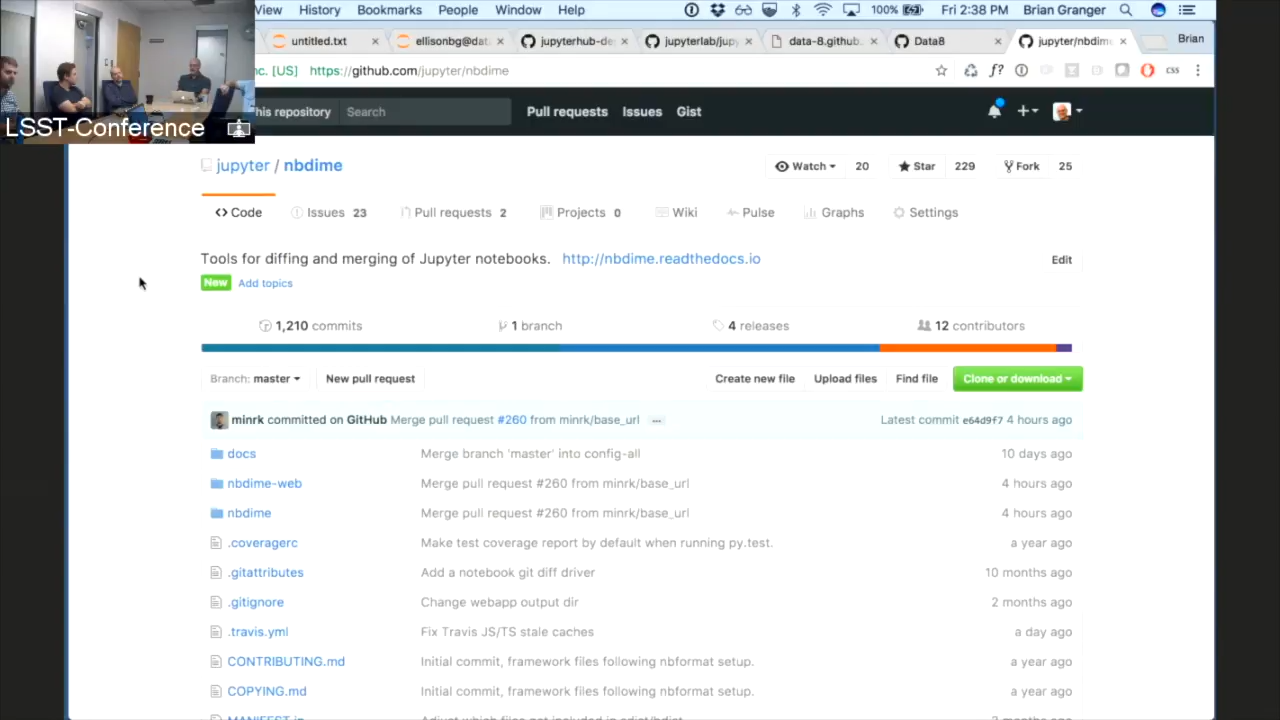 View History Bookmarks People Window Help 100% Fri 2:38 PM Brian Granger
untitled.txt × ellisonbg@dat × jupyterhub-de × jupyterlab/jup × data-8.github. × Data8 × jupyter/nbdime × Brian
nc. [US] https://github.com/jupyter/nbdime f? css
LSST-Conference
his repository Search Pull requests Issues Gist
jupyter / nbdime Watch 20 Star 229 Fork 25
Code Issues 23 Pull requests 2 Projects 0 Wiki Pulse Graphs Settings
Tools for diffing and merging of Jupyter notebooks. http://nbdime.readthedocs.io Edit
New Add topics
1,210 commits 1 branch 4 releases 12 contributors
Branch: master New pull request Create new file Upload files Find file Clone or download
minrk committed on GitHub Merge pull request #260 from minrk/base_url ... Latest commit e64d9f7 4 hours ago
docs Merge branch 'master' into config-all 10 days ago
nbdime-web Merge pull request #260 from minrk/base_url 4 hours ago
nbdime Merge pull request #260 from minrk/base_url 4 hours ago
.coveragerc Make test coverage report by default when running py.test. a year ago
.gitattributes Add a notebook git diff driver 10 months ago
.gitignore Change webapp output dir 2 months ago
.travis.yml Fix Travis JS/TS stale caches a day ago
CONTRIBUTING.md Initial commit, framework files following nbformat setup. a year ago
COPYING.md Initial commit, framework files following nbformat setup. a year ago